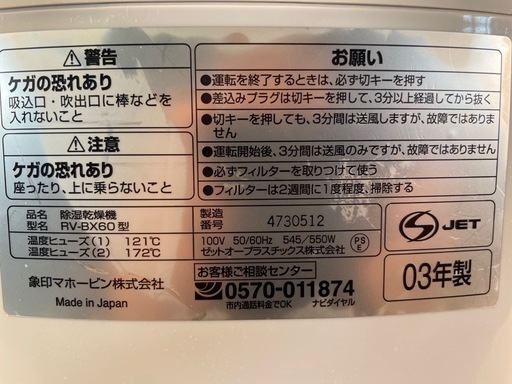 ⚠警告
ケガの恐れあり
吸込口・吹出口に棒などを
入れないこと
⚠注意
ケガの恐れあり
座ったり、上に乗らないこと
お願い
●運転を終了するときは、必ず切キーを押す
●差込みプラグは切キーを押して、3分以上経過してから抜く
●切キーを押しても、3分間は送風しますが、故障ではありま
せん
●運転開始後、3分間は送風のみですが、故障ではありません
●必ずフィルターを取りつけて使う
●フィルターは2週間に1度程度、掃除する
品名 除湿乾燥機
型名 RV-BX60型
製造
番号 4730512
温度ヒューズ(1) 121℃
温度ヒューズ(2) 172℃
100V 50/60Hz 545/550W
ゼットオープラスチックス株式会社
PS
E
S JET
象印マホービン株式会社
Made in Japan
お客様ご相談センター
0570-011874
市内通話料金でOK ナビダイヤル
03年製